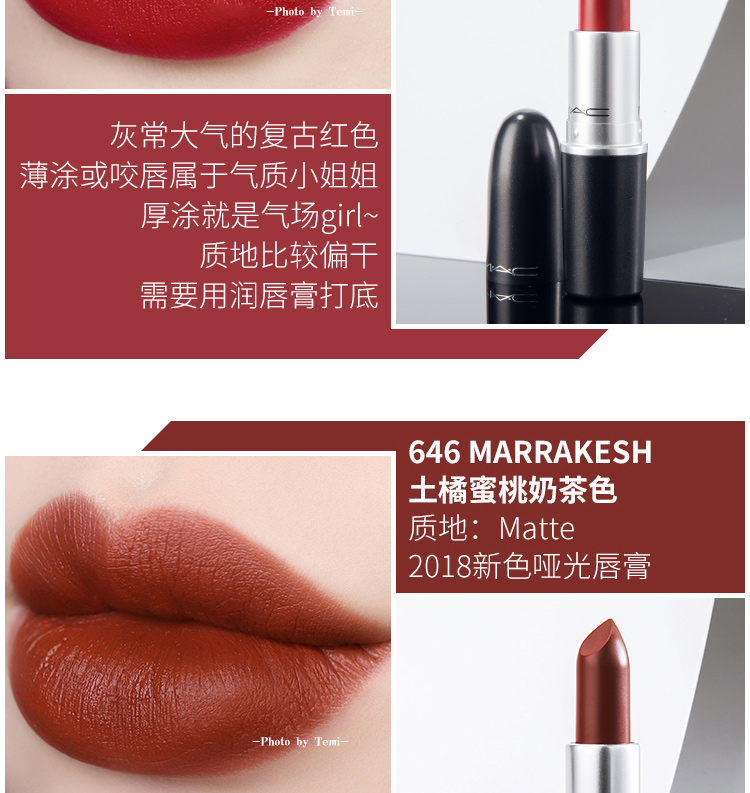 —Photo by Temi—
灰常大气的复古红色
薄涂或咬唇属于气质小姐姐
厚涂就是气场girl~
质地比较偏干
需要用润唇膏打底
MAC
MAC
646 MARRAKESH
土橘蜜桃奶茶色
质地：Matte
2018新色哑光唇膏
—Photo by Temi—